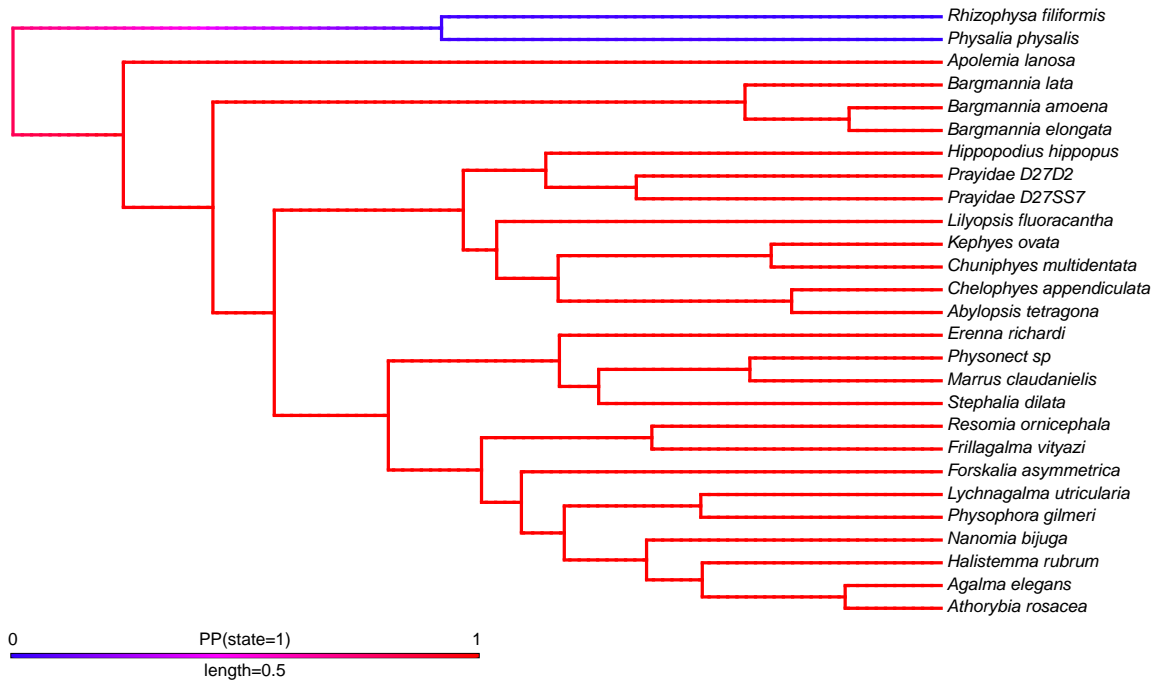 Rhizophysa filiformis
Physalia physalis
Apolemia lanosa
Bargmannia lata
Bargmannia amoena
Bargmannia elongata
Hippopodius hippopus
Prayidae D27D2
Prayidae D27SS7
Lilyopsis fluoracantha
Kephyes ovata
Chuniphyes multidentata
Chelophyes appendiculata
Abylopsis tetragona
Erenna richardi
Physonect sp
Marrus claudanielis
Stephalia dilata
Resomia ornicephala
Frillagalma vityazi
Forskalia asymmetrica
Lychnagalma utricularia
Physophora gilmeri
Nanomia bijuga
Halistemma rubrum
Agalma elegans
Athorybia rosacea
0 PP(state=1) 1
length=0.5